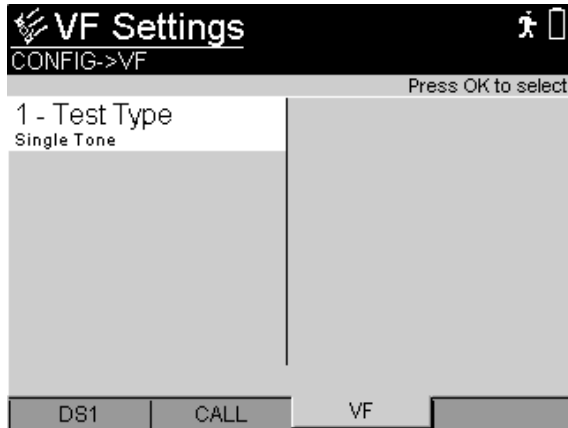 VF Settings
CONFIG->VF
Press OK to select
1 - Test Type
Single Tone
DS1 CALL VF